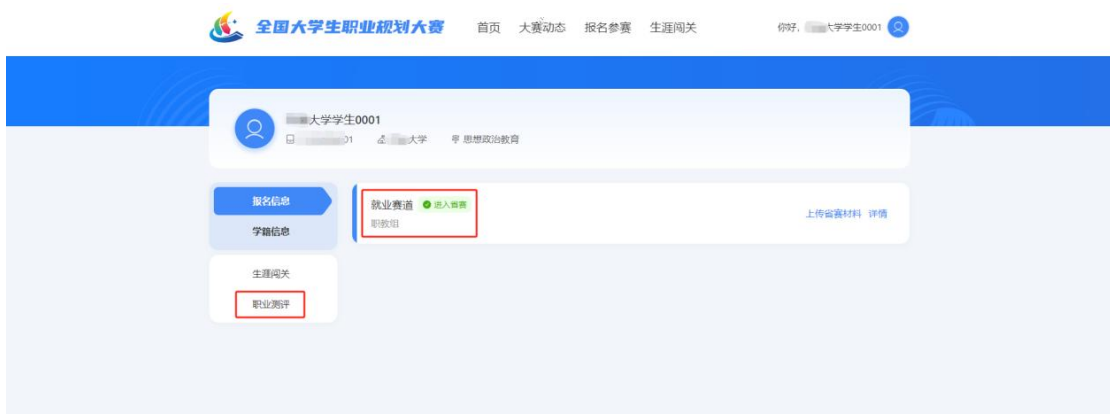 全国大学生职业规划大赛 首页 大赛动态 报名参赛 生涯闯关 你好, 大学学生0001
大学学生0001
01 大学 思想政治教育
报名信息
学籍信息
就业赛道 进入省赛
职教组
上传省赛材料 详情
生涯闯关
职业测评